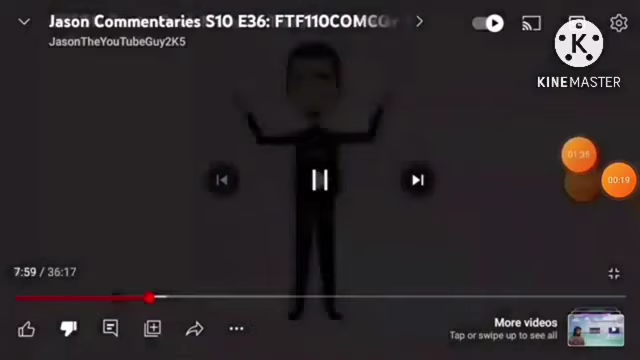 Jason Commentaries S10 E36: FTF110COMCG
JasonTheYouTubeGuy2K5
K
KINEMASTER
01:35
00:19
7:59 / 36:17
More videos
Tap or swipe up to see all